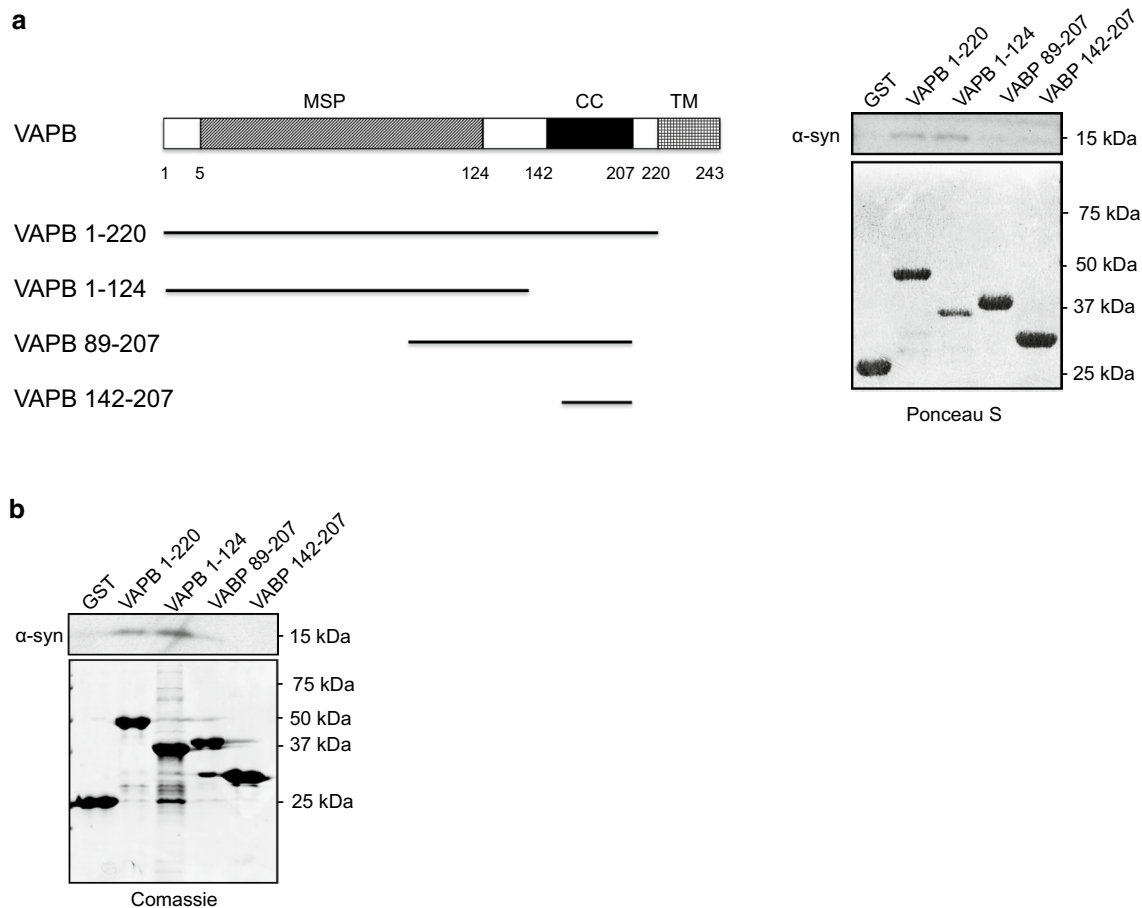 a
MSP CC TM
VAPB
1 5 124 142 207 220 243
VAPB 1-220
VAPB 1-124
VAPB 89-207
VAPB 142-207
GST VAPB 1-220 VAPB 1-124 VABP 89-207 VABP 142-207
α-syn 15 kDa
75 kDa
50 kDa
37 kDa
25 kDa
Ponceau S
b
GST VAPB 1-220 VAPB 1-124 VABP 89-207 VABP 142-207
α-syn 15 kDa
75 kDa
50 kDa
37 kDa
25 kDa
Comassie